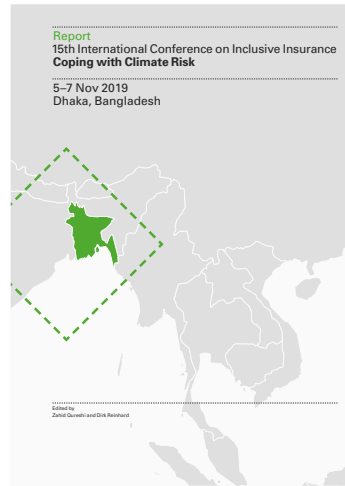 Report
15th International Conference on Inclusive Insurance
Coping with Climate Risk
5–7 Nov 2019
Dhaka, Bangladesh
Edited by
Zahid Qureshi and Dirk Reinhard